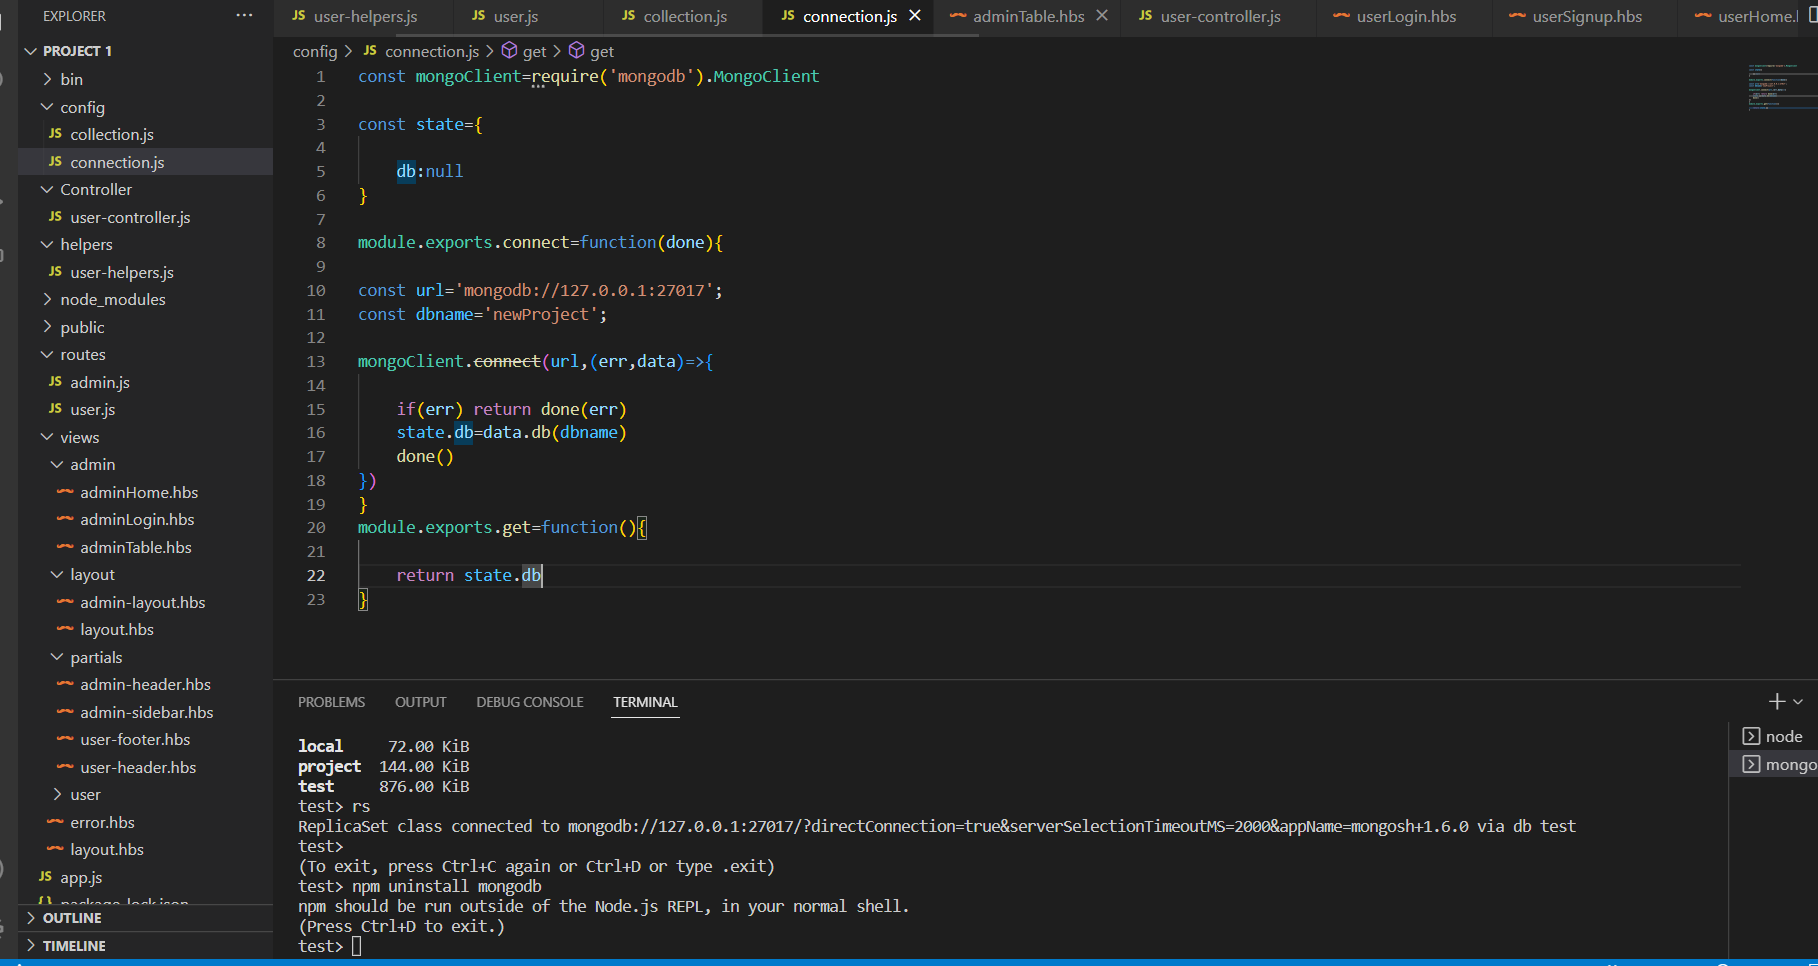 EXPLORER ···
PROJECT 1
bin
config
JS collection.js
JS connection.js
Controller
JS user-controller.js
helpers
JS user-helpers.js
node_modules
public
routes
JS admin.js
JS user.js
views
admin
adminHome.hbs
adminLogin.hbs
adminTable.hbs
layout
admin-layout.hbs
layout.hbs
partials
admin-header.hbs
admin-sidebar.hbs
user-footer.hbs
user-header.hbs
user
error.hbs
layout.hbs
JS app.js
{} package-lock.json
OUTLINE
TIMELINE
JS user-helpers.js JS user.js JS collection.js JS connection.js adminTable.hbs JS user-controller.js userLogin.hbs userSignup.hbs userHome.
config > JS connection.js > get > get
1 const mongoClient=require('mongodb').MongoClient
2
3 const state={
4
5 db:null
6 }
7
8 module.exports.connect=function(done){
9
10 const url='mongodb://127.0.0.1:27017';
11 const dbname='newProject';
12
13 mongoClient.connect(url,(err,data)=>{
14
15 if(err) return done(err)
16 state.db=data.db(dbname)
17 done()
18 })
19 }
20 module.exports.get=function(){
21
22 return state.db
23 }
PROBLEMS OUTPUT DEBUG CONSOLE TERMINAL
local 72.00 KiB
project 144.00 KiB
test 876.00 KiB
test> rs
ReplicaSet class connected to mongodb://127.0.0.1:27017/?directConnection=true&serverSelectionTimeoutMS=2000&appName=mongosh+1.6.0 via db test
test>
(To exit, press Ctrl+C again or Ctrl+D or type .exit)
test> npm uninstall mongodb
npm should be run outside of the Node.js REPL, in your normal shell.
(Press Ctrl+D to exit.)
test>
node
mongo